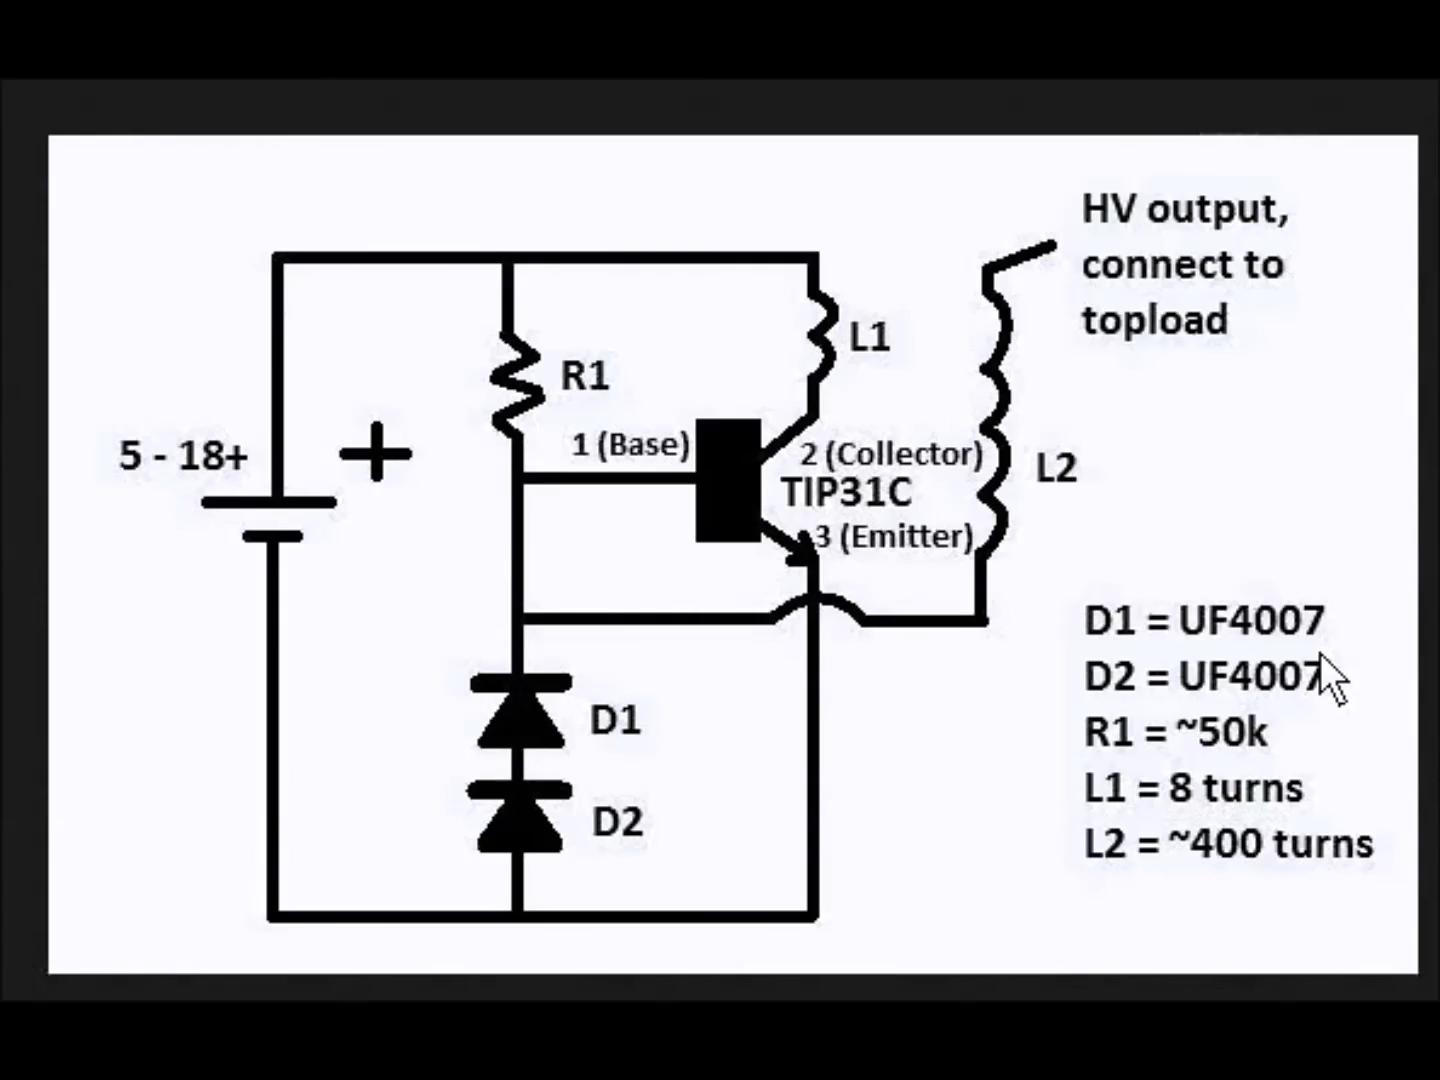 HV output,
connect to
topload
L1
R1
5 - 18+
+
1 (Base)
2 (Collector)
TIP31C
3 (Emitter)
L2
D1
D2
D1 = UF4007
D2 = UF4007
R1 = ~50k
L1 = 8 turns
L2 = ~400 turns